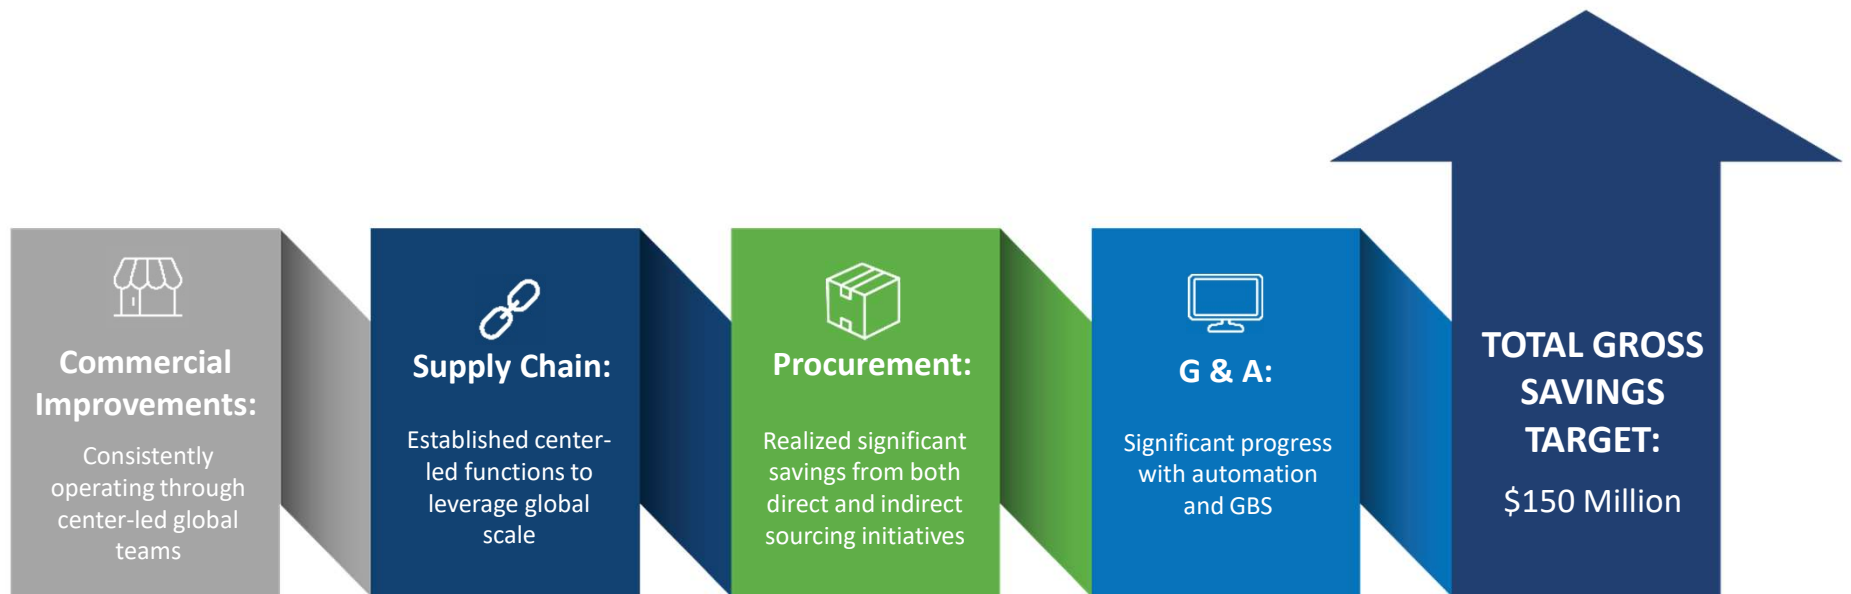 Commercial
Improvements:
Consistently
operating through
center-led global
teams
Supply Chain:
Established center-
led functions to
leverage global
scale
Procurement:
Realized significant
savings from both
direct and indirect
sourcing initiatives
G & A:
Significant progress
with automation
and GBS
TOTAL GROSS
SAVINGS
TARGET:
$150 Million